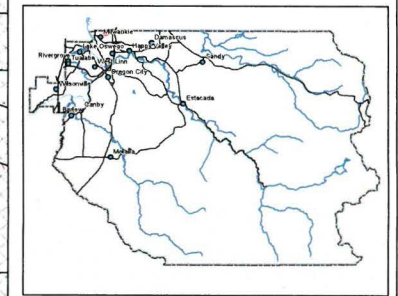 Milwaukie
Damascus
Lake Oswego
Happy Valley
Rivergrove
Tualatin
Sandy
West Linn
Oregon City
Wilsonville
Estacada
Canby
Barlow
Molalla